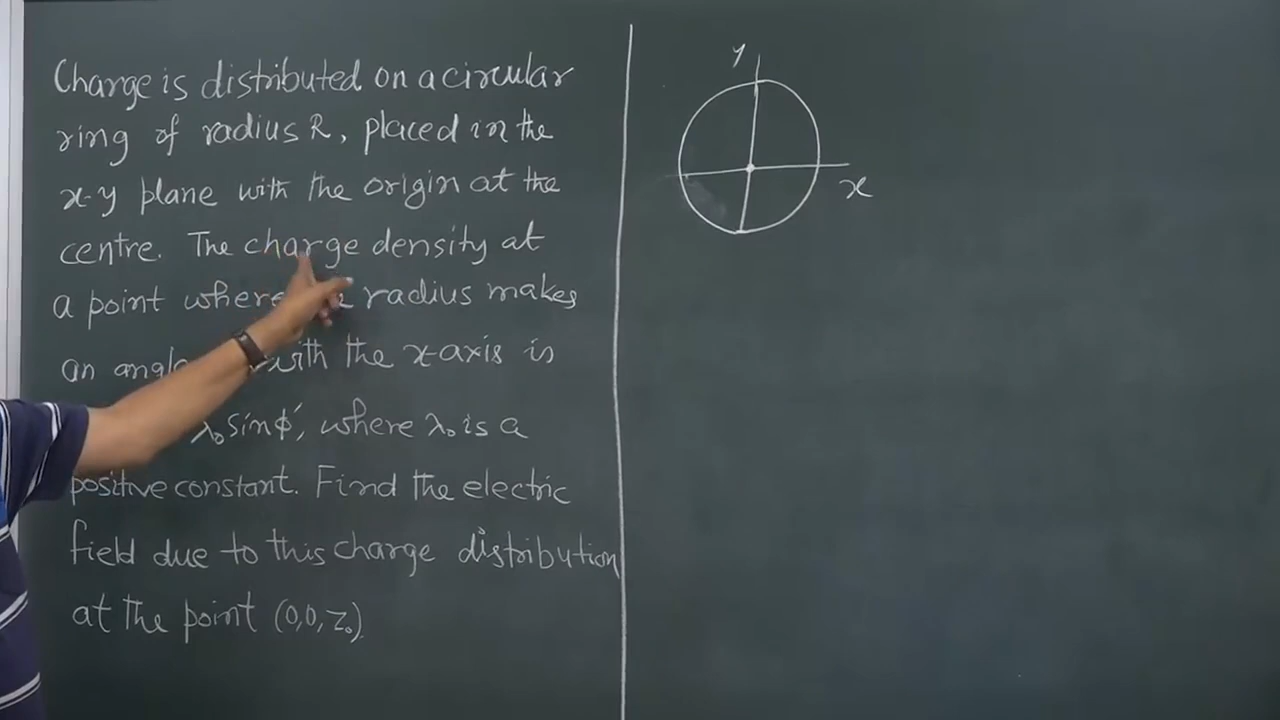 Charge is distributed on a circular
ring of radius R, placed in the
x-y plane with the origin at the
centre. The charge density at
a point where radius makes
an with the x-axis is
λ₀ sinϕ', where λ₀ is a
positive constant. Find the electric
field due to this charge distribution
at the point (0,0,z₀)
y
x